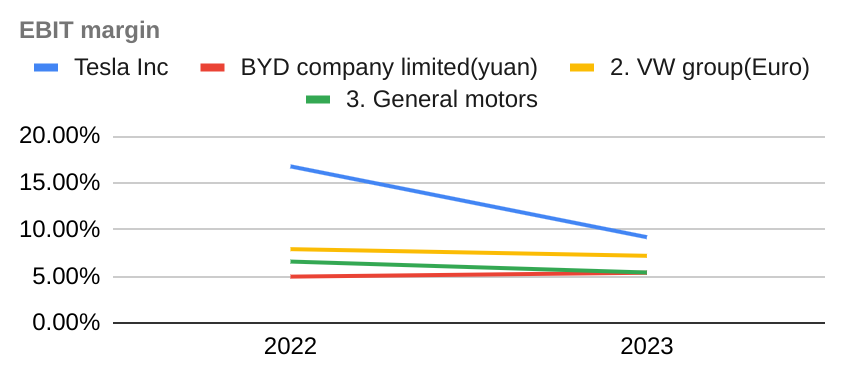 EBIT margin
Tesla Inc BYD company limited(yuan) 2. VW group(Euro)
3. General motors
20.00%
15.00%
10.00%
5.00%
0.00%
2022 2023